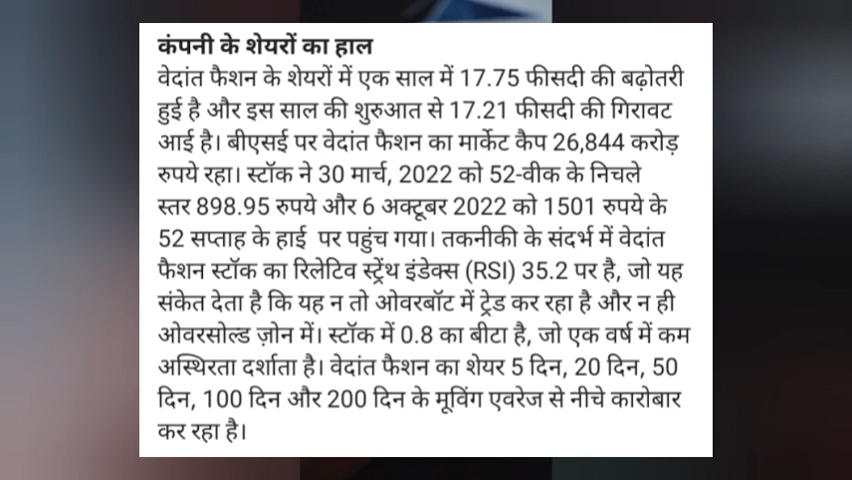 कंपनी के शेयरों का हाल
वेदांत फैशन के शेयरों में एक साल में 17.75 फीसदी की बढ़ोतरी
हुई है और इस साल की शुरुआत से 17.21 फीसदी की गिरावट
आई है। बीएसई पर वेदांत फैशन का मार्केट कैप 26,844 करोड़
रुपये रहा। स्टॉक ने 30 मार्च, 2022 को 52-वीक के निचले
स्तर 898.95 रुपये और 6 अक्टूबर 2022 को 1501 रुपये के
52 सप्ताह के हाई पर पहुंच गया। तकनीकी के संदर्भ में वेदांत
फैशन स्टॉक का रिलेटिव स्ट्रेंथ इंडेक्स (RSI) 35.2 पर है, जो यह
संकेत देता है कि यह न तो ओवरबॉट में ट्रेड कर रहा है और न ही
ओवरसोल्ड ज़ोन में। स्टॉक में 0.8 का बीटा है, जो एक वर्ष में कम
अस्थिरता दर्शाता है। वेदांत फैशन का शेयर 5 दिन, 20 दिन, 50
दिन, 100 दिन और 200 दिन के मूविंग एवरेज से नीचे कारोबार
कर रहा है।